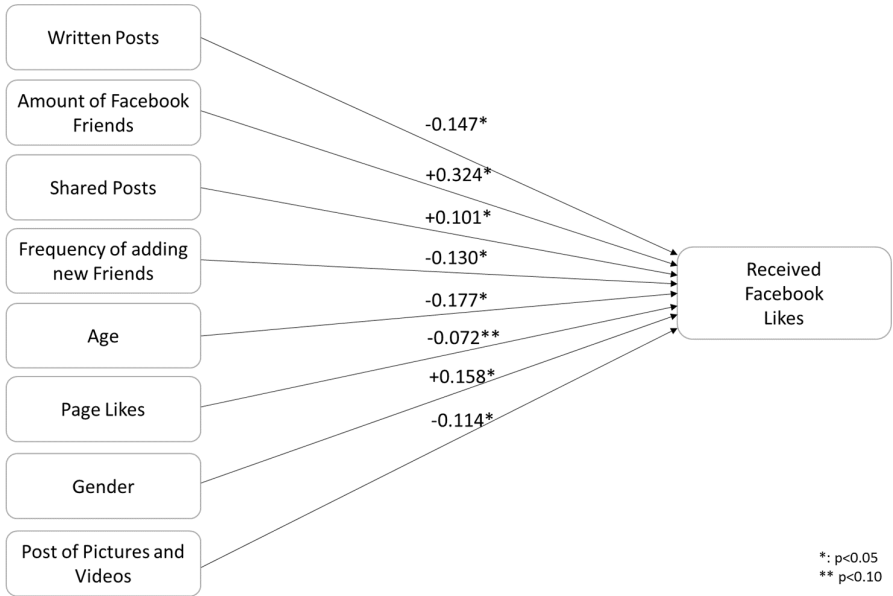 Written Posts
Amount of Facebook
Friends
Shared Posts
Frequency of adding
new Friends
Age
Page Likes
Gender
Post of Pictures and
Videos
-0.147*
+0.324*
+0.101*
-0.130*
-0.177*
-0.072**
+0.158*
-0.114*
Received
Facebook
Likes
*: p<0.05
** p<0.10